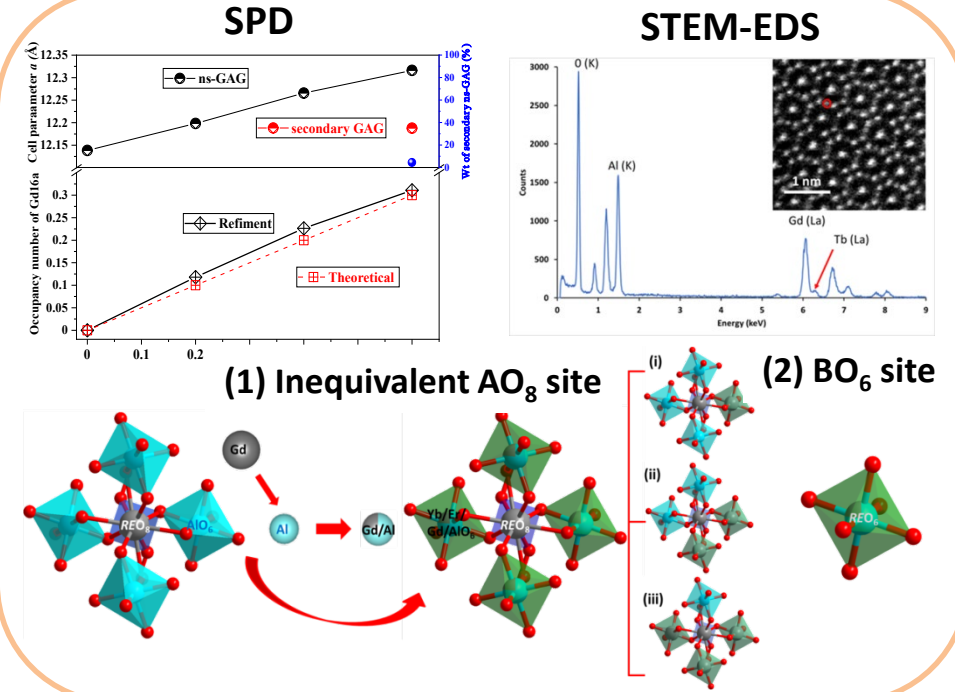 SPD
STEM-EDS
12.35
12.3
12.2
12.15
Cell paraameter a (Å)
ns-GAG
secondary GAG
100
80
60
40
20
0
Wt of secondary ns-GAG (%)
0.3
0.25
0.2
0.15
0.1
0.05
0
Occupancy number of Gd16a
Refiment
Theoretical
0
0.1
0.2
O (K)
Al (K)
Gd (La)
Tb (La)
1 nm
3000
2500
2000
1500
1000
500
0
Counts
0
1
2
3
4
5
6
7
8
9
Energy (keV)
(1) Inequivalent AO₈ site
(2) BO₆ site
REO₈
AlO₆
Gd
Al
Gd/Al
Yb/Er/
Gd/AlO₆
REO₈
(i)
(ii)
(iii)
REO₆